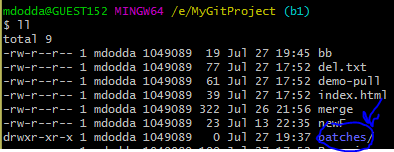 mdodda@GUEST152 MINGW64 /e/MyGitProject (b1)
$ ll
total 9
-rw-r--r-- 1 mdodda 1049089 19 Jul 27 19:45 bb
-rw-r--r-- 1 mdodda 1049089 77 Jul 27 17:52 del.txt
-rw-r--r-- 1 mdodda 1049089 61 Jul 27 17:52 demo-pull
-rw-r--r-- 1 mdodda 1049089 39 Jul 27 17:52 index.html
-rw-r--r-- 1 mdodda 1049089 322 Jul 26 21:56 merge
-rw-r--r-- 1 mdodda 1049089 23 Jul 13 22:35 newF
drwxr-xr-x 1 mdodda 1049089 0 Jul 27 19:37 patches/